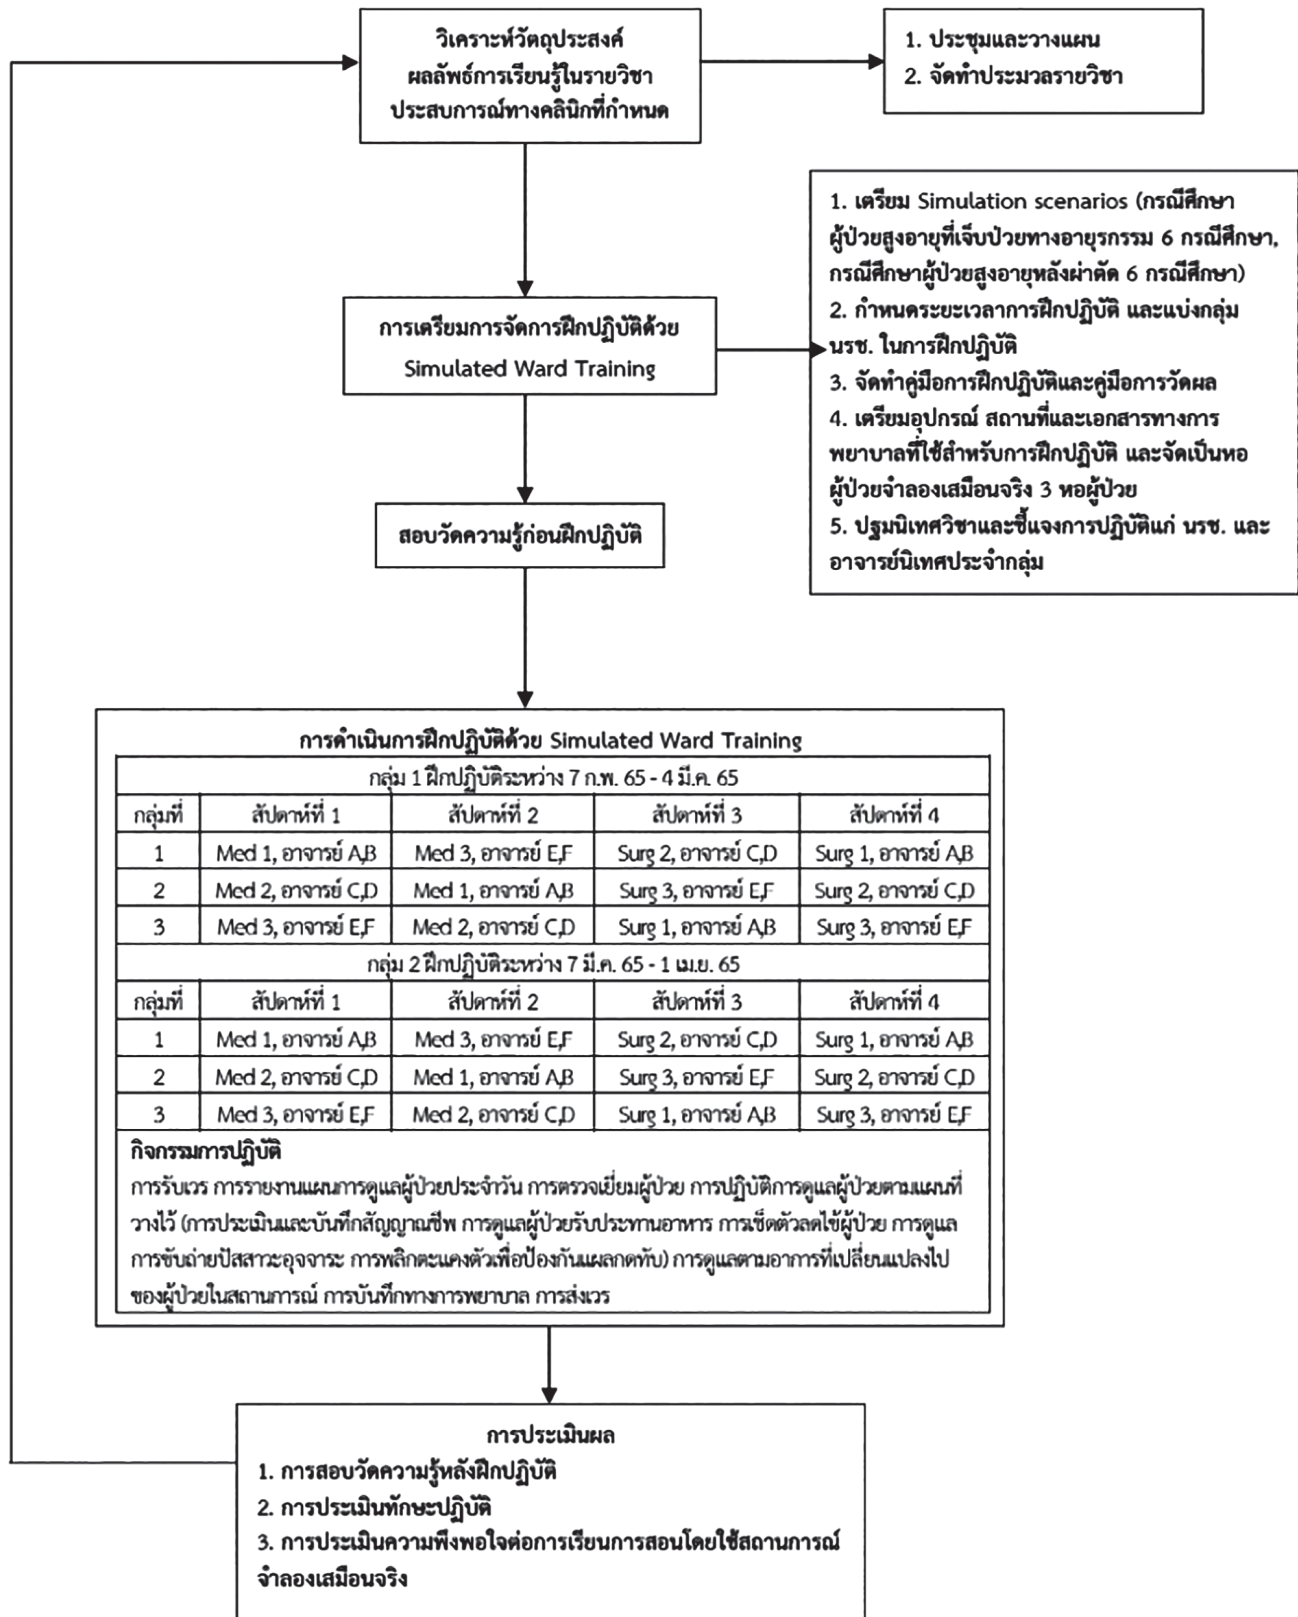 วิเคราะห์วัตถุประสงค์
ผลลัพธ์การเรียนรู้ในรายวิชา
ประสบการณ์ทางคลินิกที่กำหนด
1. ประชุมและวางแผน
2. จัดทำประมวลรายวิชา
1. เตรียม Simulation scenarios (กรณีศึกษา
ผู้ป่วยสูงอายุที่เจ็บป่วยทางอายุรกรรม 6 กรณีศึกษา,
กรณีศึกษาผู้ป่วยสูงอายุหลังผ่าตัด 6 กรณีศึกษา)
2. กำหนดระยะเวลาการฝึกปฏิบัติ และแบ่งกลุ่ม
นรช. ในการฝึกปฏิบัติ
3. จัดทำคู่มือการฝึกปฏิบัติและคู่มือการวัดผล
4. เตรียมอุปกรณ์ สถานที่และเอกสารทางการ
พยาบาลที่ใช้สำหรับการฝึกปฏิบัติ และจัดเป็นหอ
ผู้ป่วยจำลองเสมือนจริง 3 หอผู้ป่วย
5. ปฐมนิเทศวิชาและชี้แจงการปฏิบัติแก่ นรช. และ
อาจารย์นิเทศประจำกลุ่ม
การเตรียมการจัดการฝึกปฏิบัติด้วย
Simulated Ward Training
สอบวัดความรู้ก่อนฝึกปฏิบัติ
การดำเนินการฝึกปฏิบัติด้วย Simulated Ward Training
กลุ่ม 1 ฝึกปฏิบัติระหว่าง 7 ก.พ. 65 - 4 มี.ค. 65
กลุ่มที่ สัปดาห์ที่ 1 สัปดาห์ที่ 2 สัปดาห์ที่ 3 สัปดาห์ที่ 4
1 Med 1, อาจารย์ A,B Med 3, อาจารย์ E,F Surg 2, อาจารย์ C,D Surg 1, อาจารย์ A,B
2 Med 2, อาจารย์ C,D Med 1, อาจารย์ A,B Surg 3, อาจารย์ E,F Surg 2, อาจารย์ C,D
3 Med 3, อาจารย์ E,F Med 2, อาจารย์ C,D Surg 1, อาจารย์ A,B Surg 3, อาจารย์ E,F
กลุ่ม 2 ฝึกปฏิบัติระหว่าง 7 มี.ค. 65 - 1 เม.ย. 65
กลุ่มที่ สัปดาห์ที่ 1 สัปดาห์ที่ 2 สัปดาห์ที่ 3 สัปดาห์ที่ 4
1 Med 1, อาจารย์ A,B Med 3, อาจารย์ E,F Surg 2, อาจารย์ C,D Surg 1, อาจารย์ A,B
2 Med 2, อาจารย์ C,D Med 1, อาจารย์ A,B Surg 3, อาจารย์ E,F Surg 2, อาจารย์ C,D
3 Med 3, อาจารย์ E,F Med 2, อาจารย์ C,D Surg 1, อาจารย์ A,B Surg 3, อาจารย์ E,F
กิจกรรมการปฏิบัติ
การรับเวร การรายงานแผนการดูแลผู้ป่วยประจำวัน การตรวจเยี่ยมผู้ป่วย การปฏิบัติการดูแลผู้ป่วยตามแผนที่
วางไว้ (การประเมินและบันทึกสัญญาณชีพ การดูแลผู้ป่วยรับประทานอาหาร การเช็ดตัวลดไข้ผู้ป่วย การดูแล
การขับถ่ายปัสสาวะอุจจาระ การพลิกตะแคงตัวเพื่อป้องกันแผลกดทับ) การดูแลตามอาการที่เปลี่ยนแปลงไป
ของผู้ป่วยในสถานการณ์ การบันทึกทางการพยาบาล การส่งเวร
การประเมินผล
1. การสอบวัดความรู้หลังฝึกปฏิบัติ
2. การประเมินทักษะปฏิบัติ
3. การประเมินความพึงพอใจต่อการเรียนการสอนโดยใช้สถานการณ์
จำลองเสมือนจริง